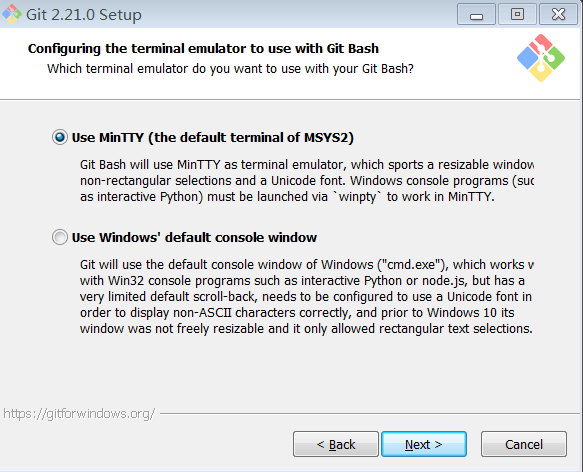 Git 2.21.0 Setup
Configuring the terminal emulator to use with Git Bash
Which terminal emulator do you want to use with your Git Bash?
Use MinTTY (the default terminal of MSYS2)
Git Bash will use MinTTY as terminal emulator, which sports a resizable window
non-rectangular selections and a Unicode font. Windows console programs (suc
as interactive Python) must be launched via `winpty` to work in MinTTY.
Use Windows' default console window
Git will use the default console window of Windows ("cmd.exe"), which works w
with Win32 console programs such as interactive Python or node.js, but has a
very limited default scroll-back, needs to be configured to use a Unicode font in
order to display non-ASCII characters correctly, and prior to Windows 10 its
window was not freely resizable and it only allowed rectangular text selections.
https://gitforwindows.org/
< Back
Next >
Cancel